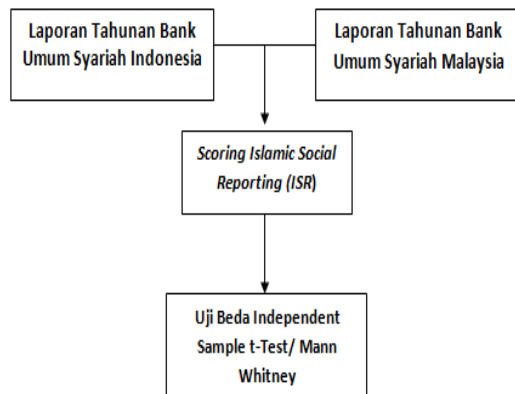 Laporan Tahunan Bank
Umum Syariah Indonesia
Laporan Tahunan Bank
Umum Syariah Malaysia
Scoring Islamic Social
Reporting (ISR)
Uji Beda Independent
Sample t-Test/ Mann
Whitney